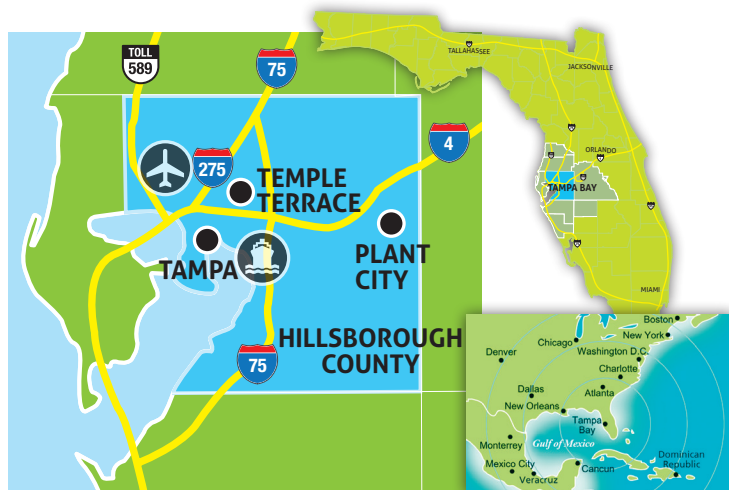 TOLL
589
75
275
4
TEMPLE
TERRACE
TAMPA
PLANT
CITY
HILLSBOROUGH
COUNTY
75
TALLAHASSEE
JACKSONVILLE
ORLANDO
TAMPA BAY
MIAMI
Boston
New York
Chicago
Washington D.C.
Denver
Charlotte
Dallas
Atlanta
New Orleans
Tampa
Bay
Monterrey
Gulf of Mexico
Mexico City
Veracruz
Cancun
Dominican
Republic